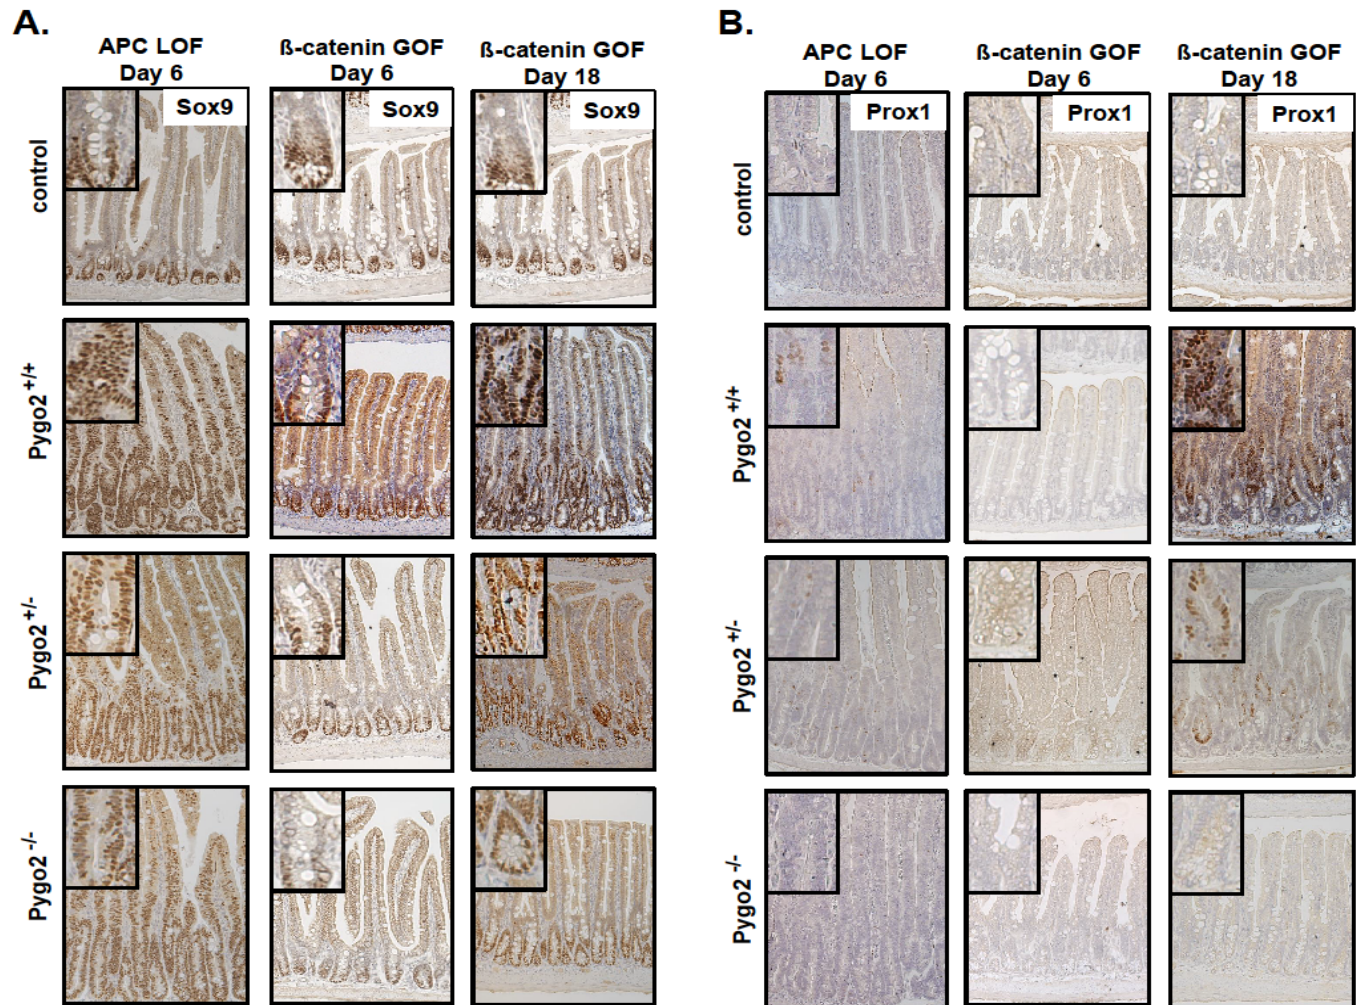 A.
APC LOF
Day 6
ß-catenin GOF
Day 6
ß-catenin GOF
Day 18
control
Sox9
Sox9
Sox9
Pygo2 +/+
Pygo2 +/-
Pygo2 -/-
B.
APC LOF
Day 6
ß-catenin GOF
Day 6
ß-catenin GOF
Day 18
control
Prox1
Prox1
Prox1
Pygo2 +/+
Pygo2 +/-
Pygo2 -/-